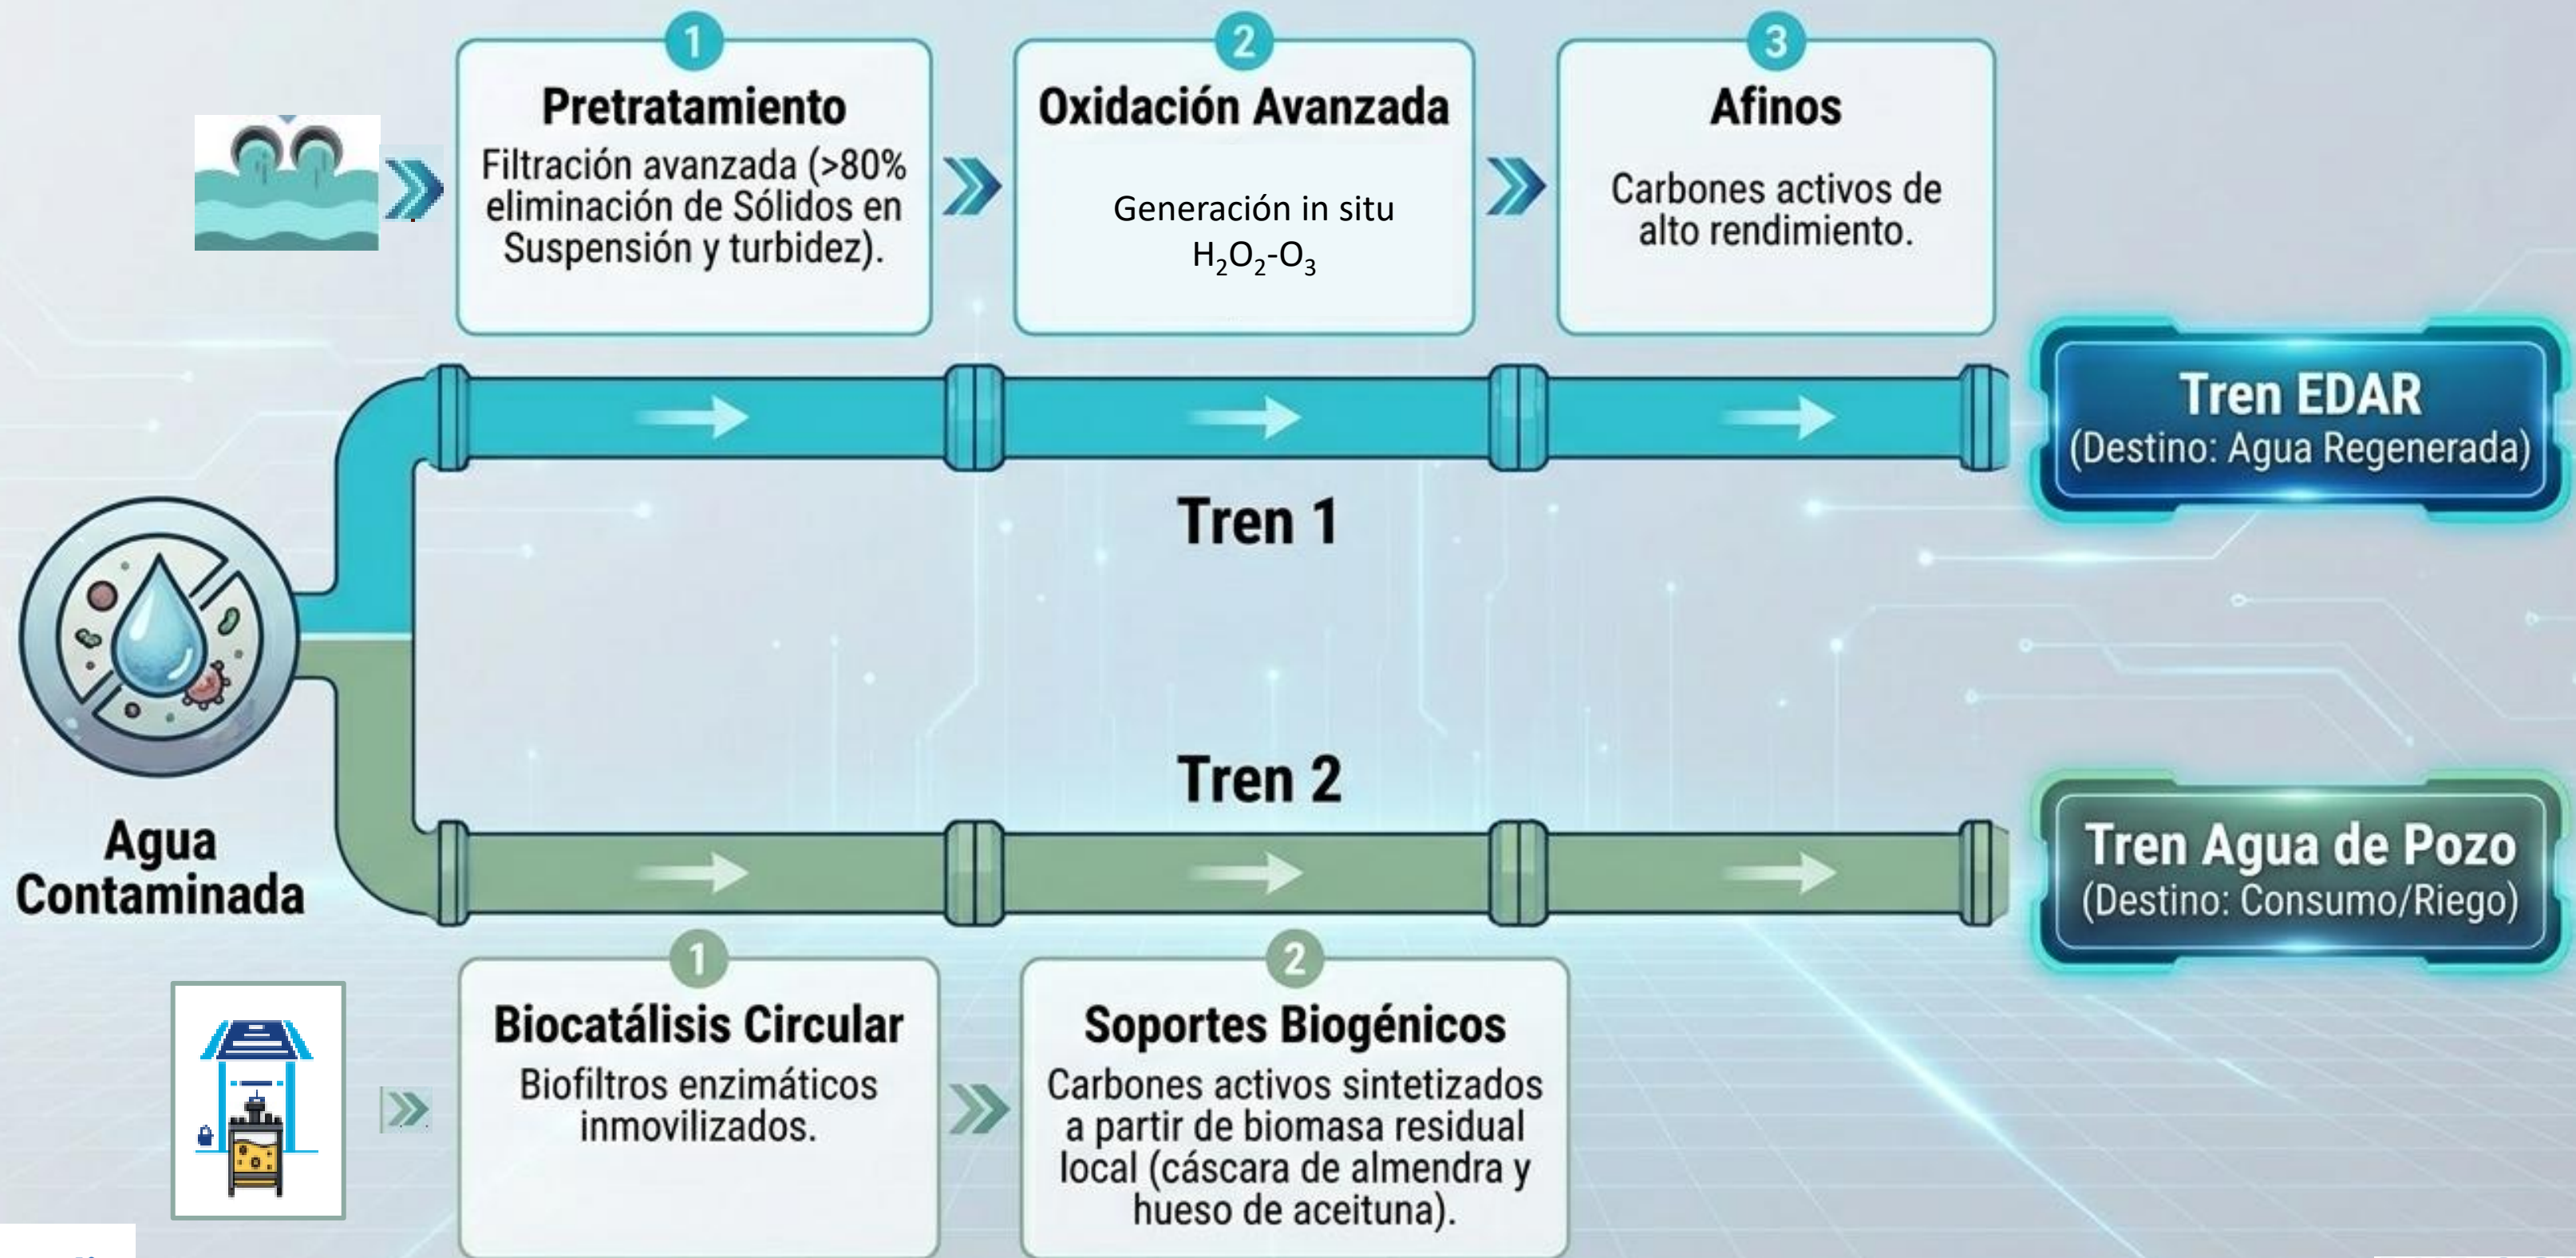 1
Pretratamiento
Filtración avanzada (>80%
eliminación de Sólidos en
Suspensión y turbidez).
2
Oxidación Avanzada
Generación in situ
H₂O₂-O₃
3
Afinos
Carbones activos de
alto rendimiento.
Tren EDAR
(Destino: Agua Regenerada)
Tren 1
Agua
Contaminada
Tren 2
Tren Agua de Pozo
(Destino: Consumo/Riego)
1
Biocatálisis Circular
Biofiltros enzimáticos
inmovilizados.
2
Soportes Biogénicos
Carbones activos sintetizados
a partir de biomasa residual
local (cáscara de almendra y
hueso de aceituna).